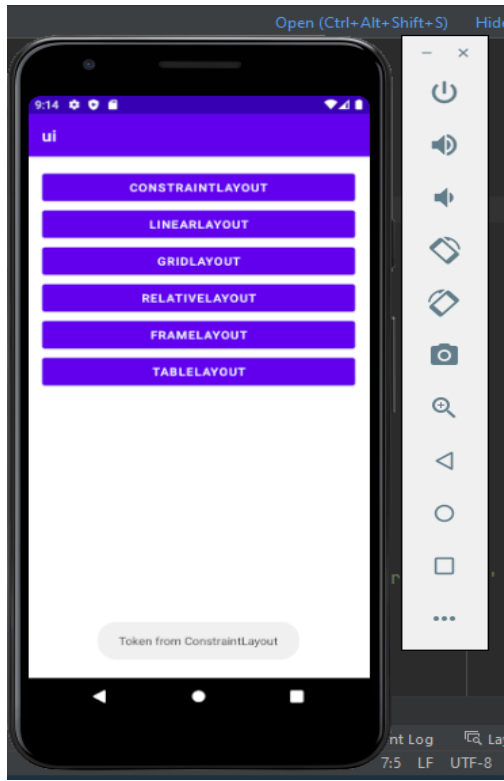 Open (Ctrl+Alt+Shift+S) Hide
9:14
ui
CONSTRAINTLAYOUT
LINEARLAYOUT
GRIDLAYOUT
RELATIVELAYOUT
FRAMELAYOUT
TABLELAYOUT
Token from ConstraintLayout
nt Log La
7:5 LF UTF-8